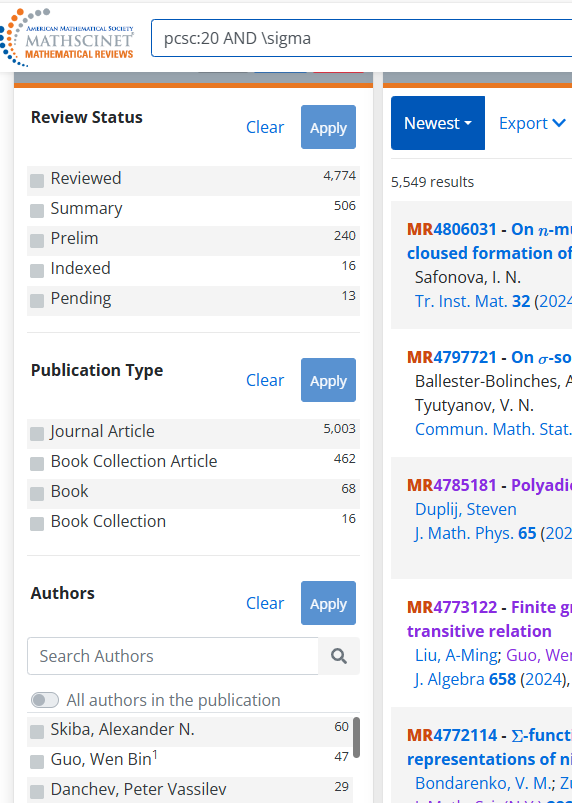 AMERICAN MATHEMATICAL SOCIETY
MATHSCINET
MATHEMATICAL REVIEWS
pcsc:20 AND \sigma
Review Status
Clear
Apply
Reviewed 4,774
Summary 506
Prelim 240
Indexed 16
Pending 13
Publication Type
Clear
Apply
Journal Article 5,003
Book Collection Article 462
Book 68
Book Collection 16
Authors
Clear
Apply
Search Authors
All authors in the publication
Skiba, Alexander N. 60
Guo, Wen Bin¹ 47
Danchev, Peter Vassilev 29
Newest
Export
5,549 results
MR4806031 - On n-mu
closed formation of
Safonova, I. N.
Tr. Inst. Mat. 32 (2024
MR4797721 - On σ-so
Ballester-Bolinches, A
Tyutyanov, V. N.
Commun. Math. Stat.
MR4785181 - Polyadi
Duplij, Steven
J. Math. Phys. 65 (202
MR4773122 - Finite g
transitive relation
Liu, A-Ming; Guo, We
J. Algebra 658 (2024),
MR4772114 - Σ-funct
representations of ni
Bondarenko, V. M.; Z